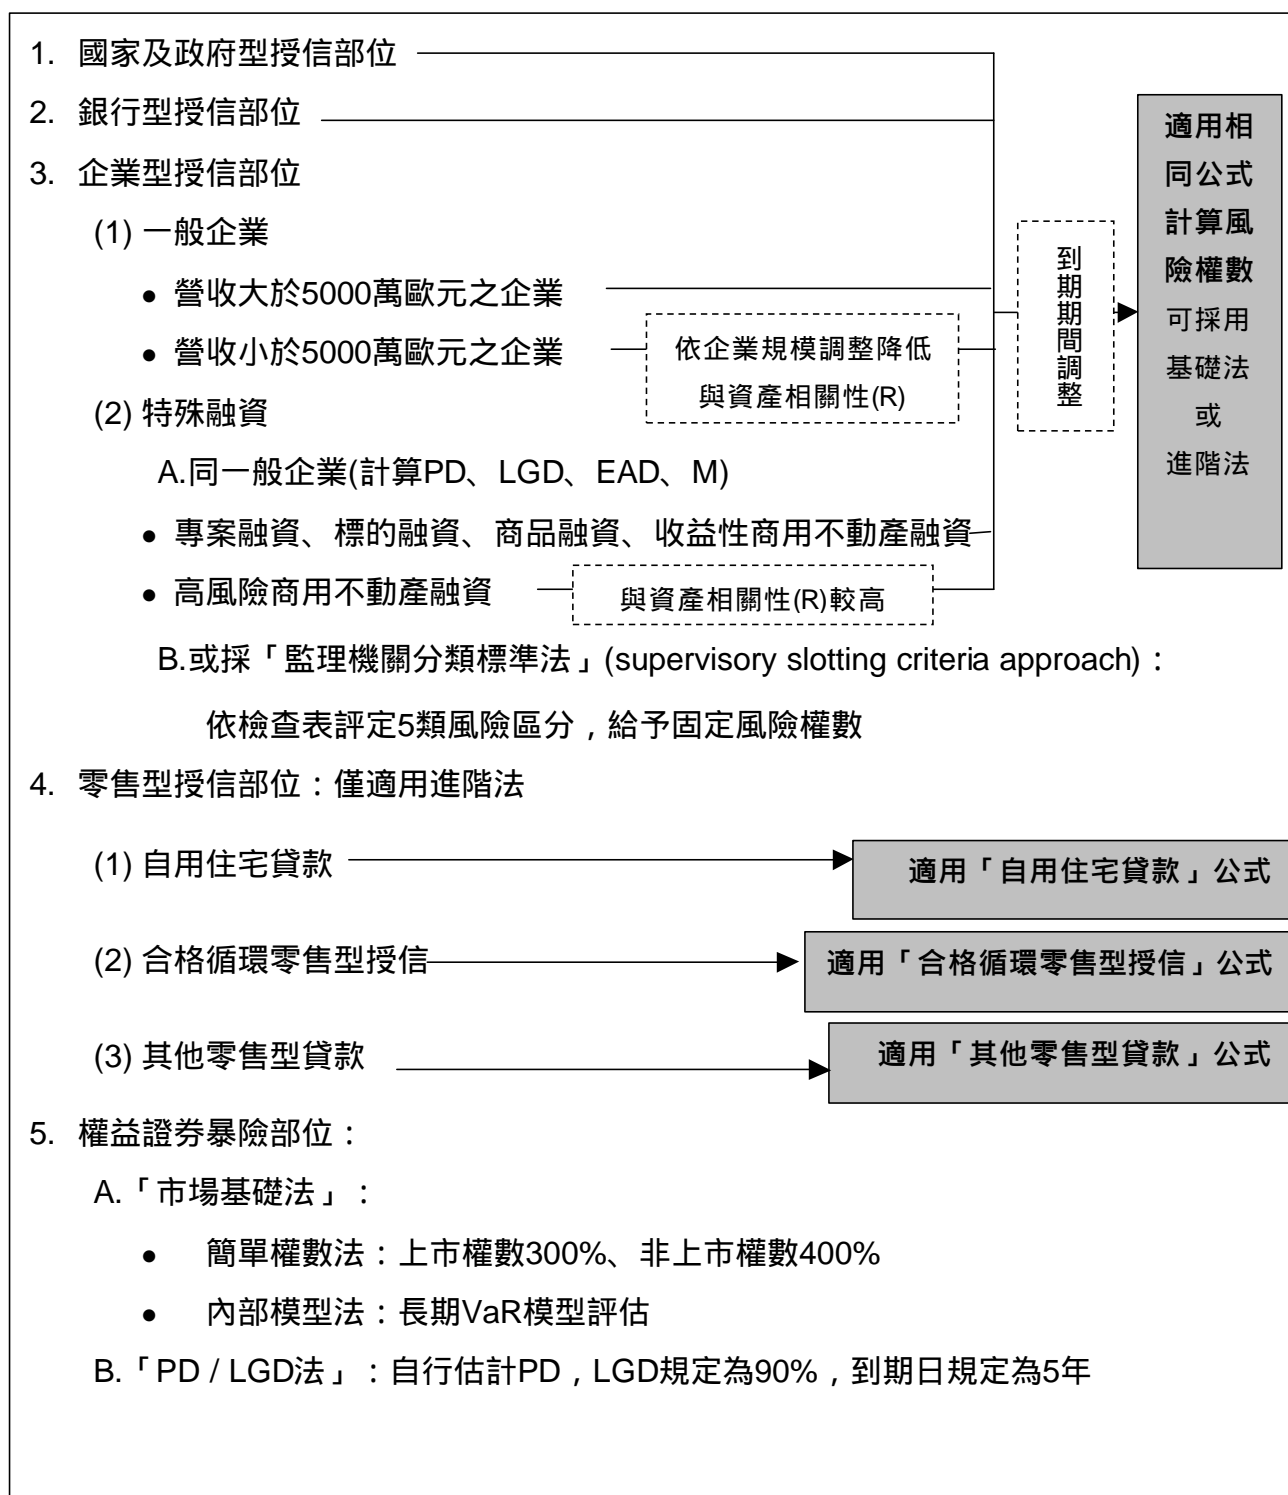 1. 國家及政府型授信部位
2. 銀行型授信部位
3. 企業型授信部位
(1) 一般企業
● 營收大於5000萬歐元之企業
● 營收小於5000萬歐元之企業
依企業規模調整降低
與資產相關性(R)
(2) 特殊融資
A.同一般企業(計算PD、LGD、EAD、M)
● 專案融資、標的融資、商品融資、收益性商用不動產融資
● 高風險商用不動產融資
與資產相關性(R)較高
到期期間調整
適用相
同公式
計算風
險權數
可採用
基礎法
或
進階法
B.或採「監理機關分類標準法」(supervisory slotting criteria approach)：
依檢查表評定5類風險區分，給予固定風險權數
4. 零售型授信部位：僅適用進階法
(1) 自用住宅貸款
適用「自用住宅貸款」公式
(2) 合格循環零售型授信
適用「合格循環零售型授信」公式
(3) 其他零售型貸款
適用「其他零售型貸款」公式
5. 權益證券暴險部位：
A.「市場基礎法」：
● 簡單權數法：上市權數300%、非上市權數400%
● 內部模型法：長期VaR模型評估
B.「PD / LGD法」：自行估計PD，LGD規定為90%，到期日規定為5年